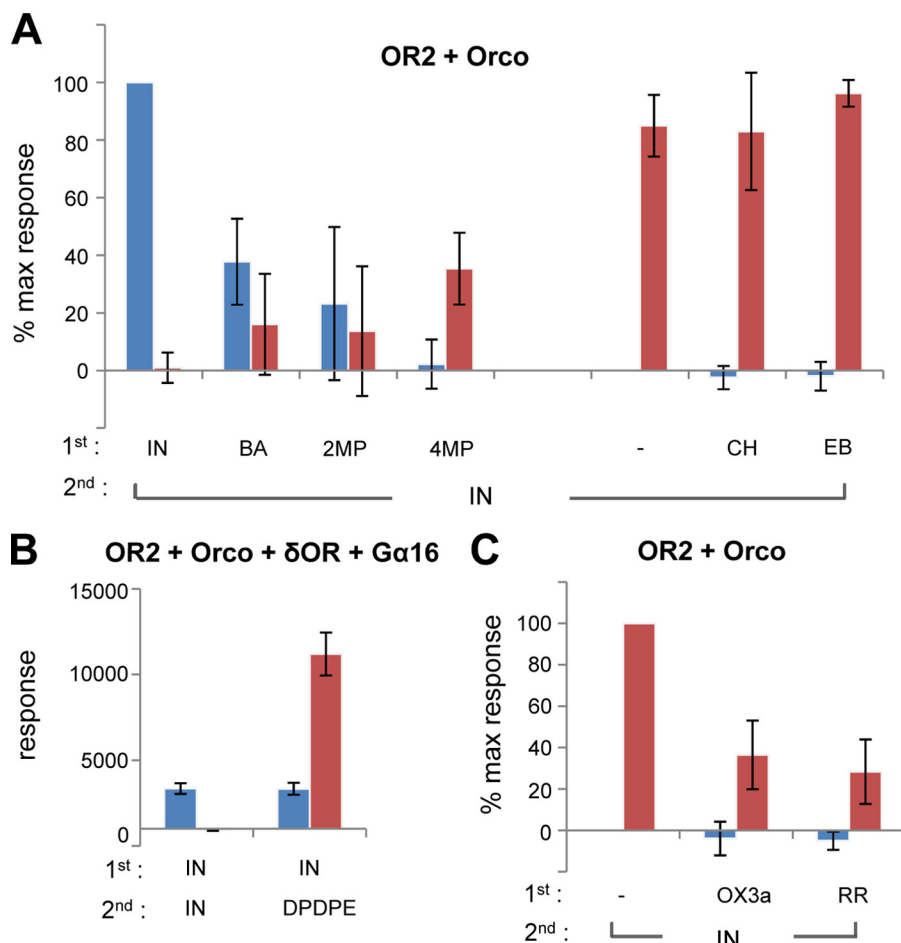 A
OR2 + Orco
% max response
100
80
60
40
20
0
1st : IN BA 2MP 4MP - CH EB
2nd : IN
B
OR2 + Orco + δOR + Gα16
response
15000
10000
5000
0
1st : IN IN
2nd : IN DPDPE
C
OR2 + Orco
% max response
100
80
60
40
20
0
1st : - OX3a RR
2nd : IN